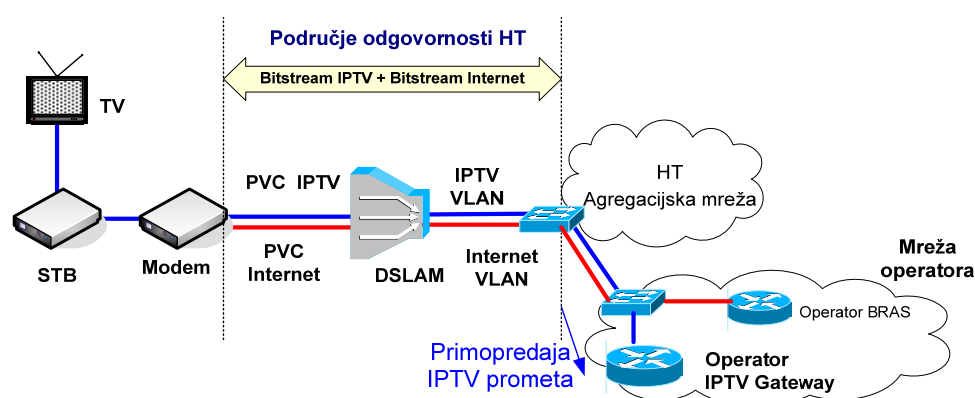 Područje odgovornosti HT
Bitstream IPTV + Bitstream Internet
TV
HT
Agregacijska mreža
PVC IPTV
IPTV
VLAN
STB
Modem
PVC
Internet
DSLAM
Internet
VLAN
Mreža
operatora
Operator BRAS
Primopredaja
IPTV prometa
Operator
IPTV Gateway